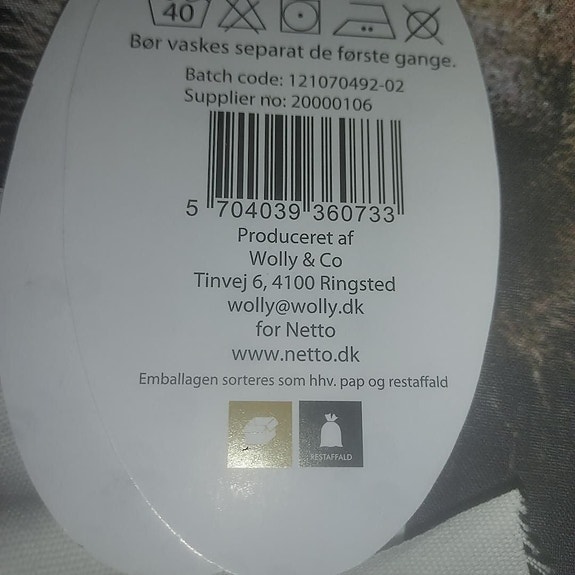 40
Bør vaskes separat de første gange.
Batch code: 121070492-02
Supplier no: 20000106
5 704039 360733
Produceret af
Wolly & Co
Tinvej 6, 4100 Ringsted
wolly@wolly.dk
for Netto
www.netto.dk
Emballagen sorteres som hhv. pap og restaffald
RESTAFFALD